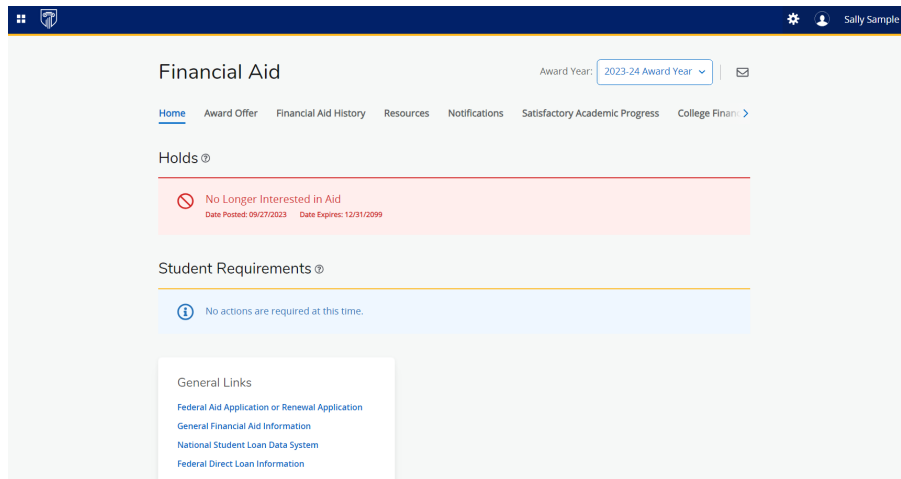 Sally Sample
Financial Aid
Award Year: 2023-24 Award Year
Home Award Offer Financial Aid History Resources Notifications Satisfactory Academic Progress College Financ
Holds
No Longer Interested in Aid
Date Posted: 09/27/2023 Date Expires: 12/31/2099
Student Requirements
No actions are required at this time.
General Links
Federal Aid Application or Renewal Application
General Financial Aid Information
National Student Loan Data System
Federal Direct Loan Information